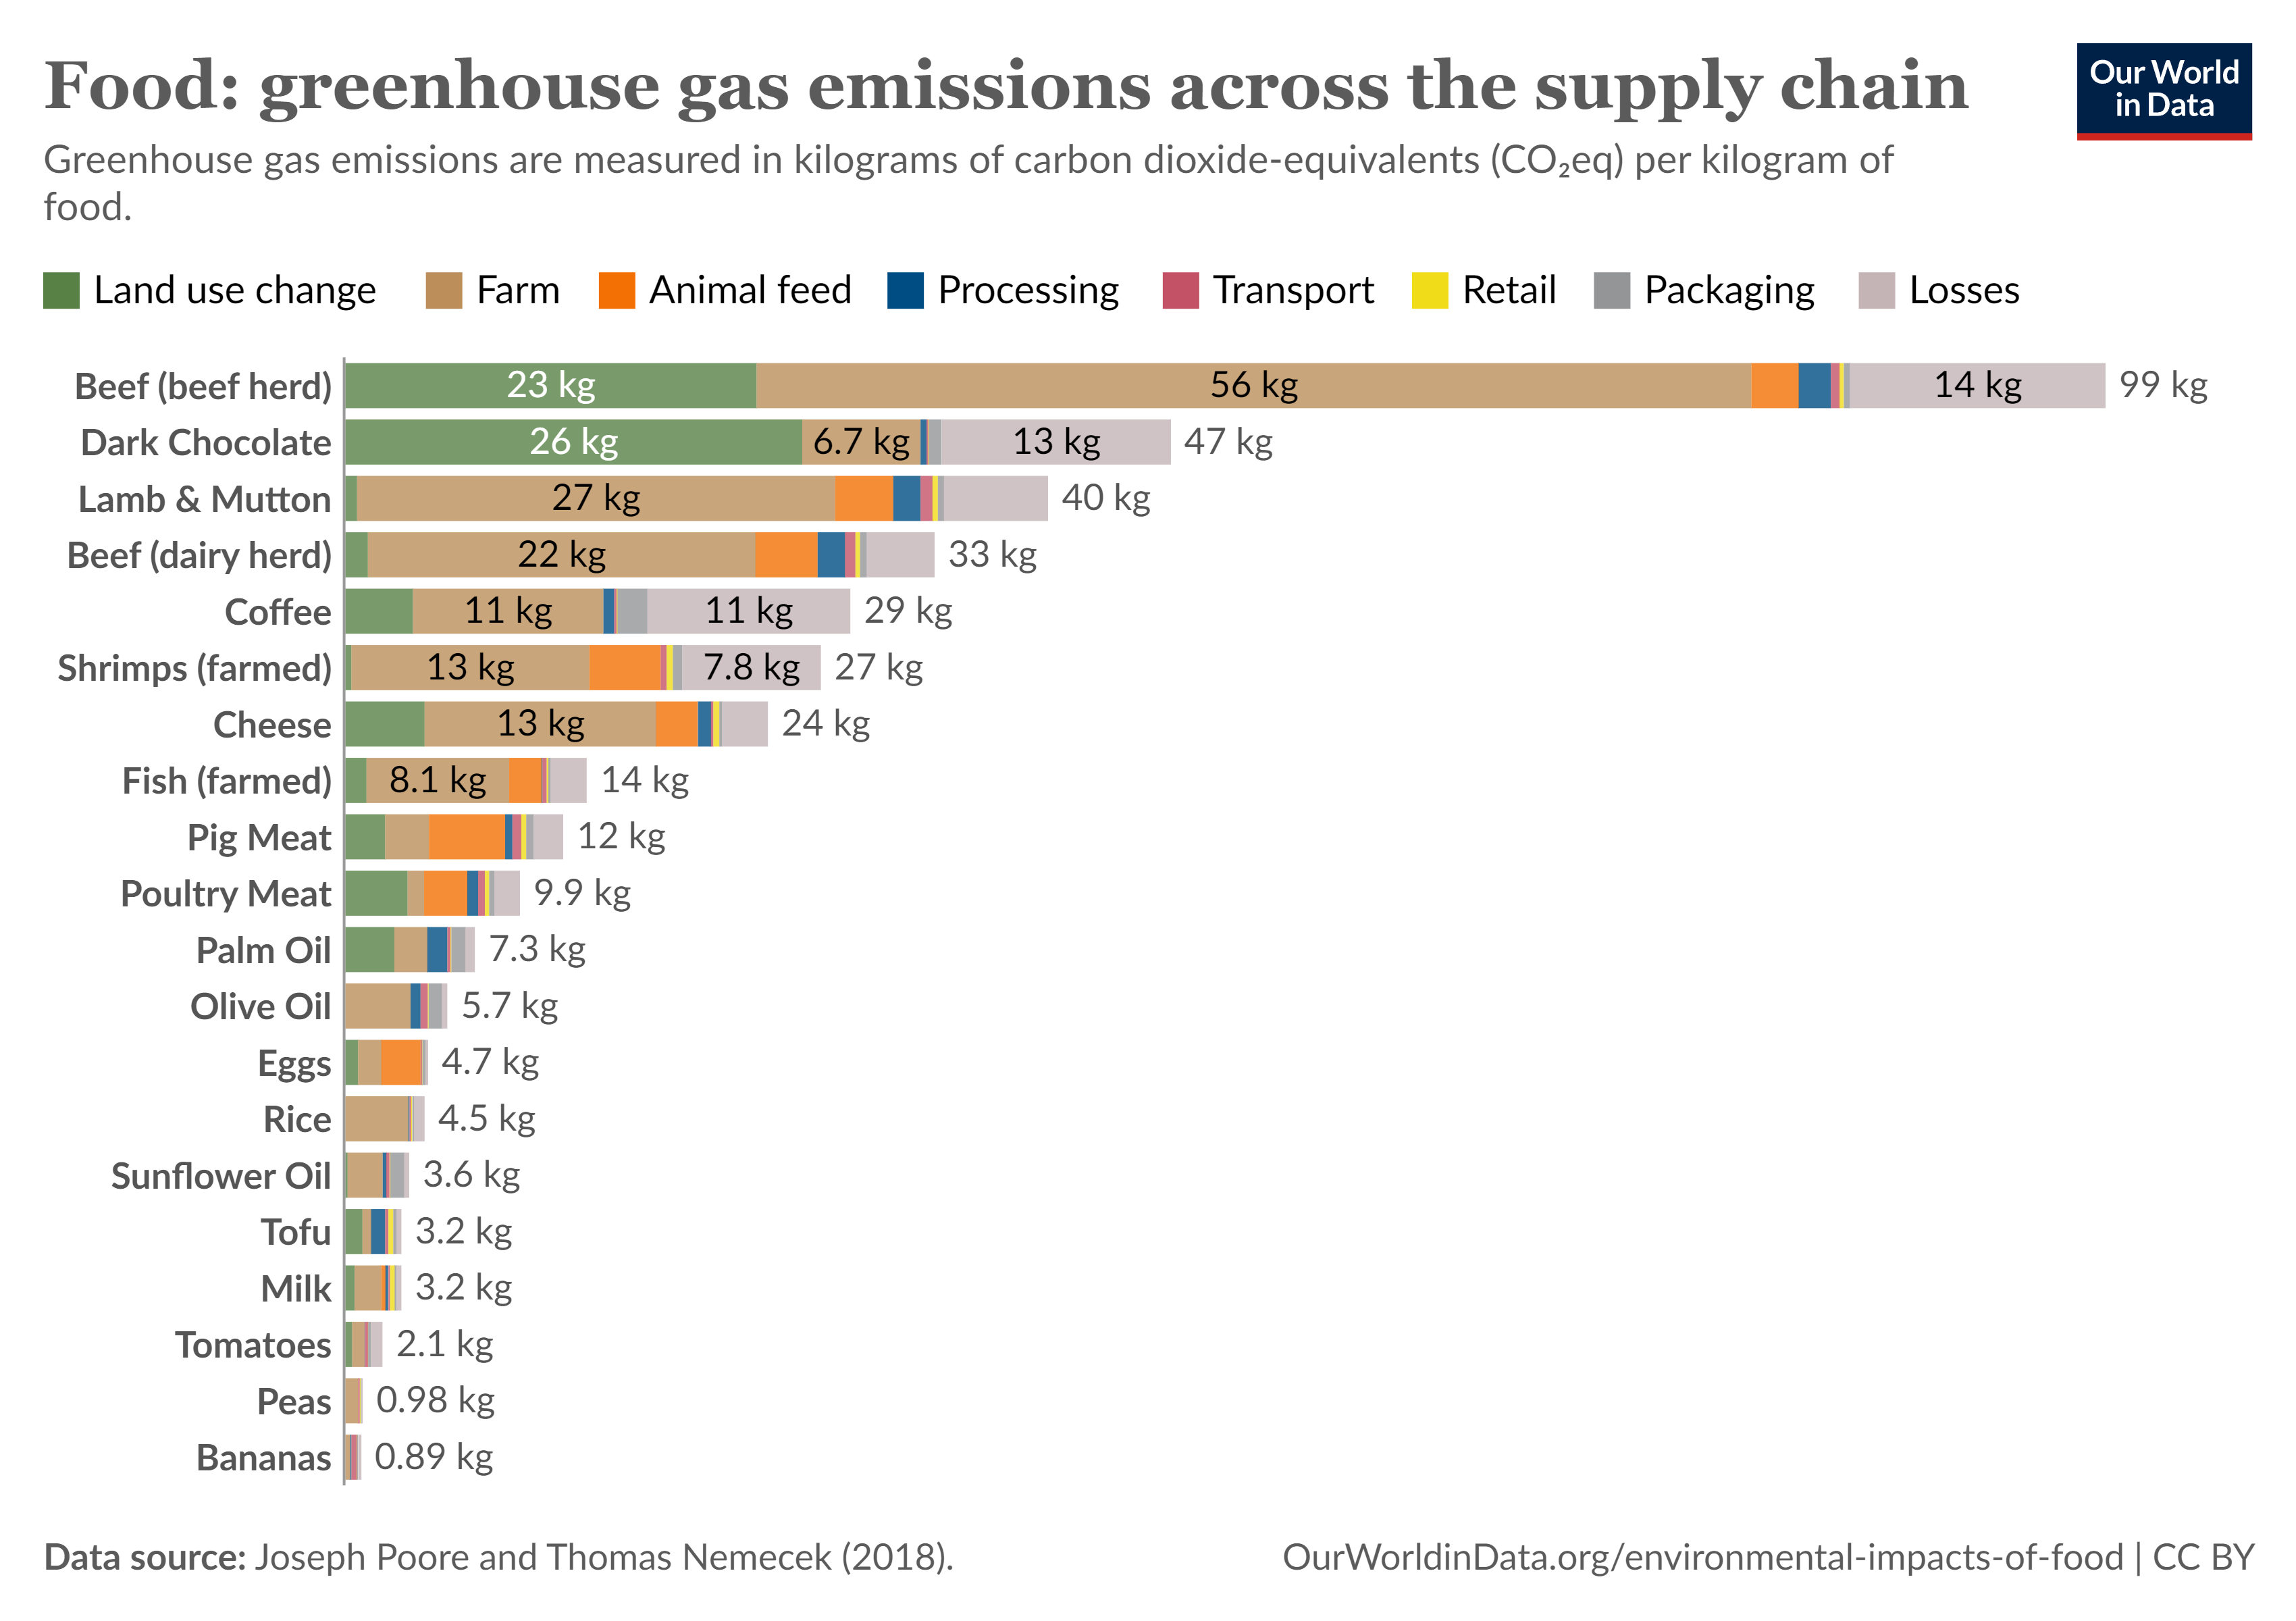 Food: greenhouse gas emissions across the supply chain
Our World
in Data
Greenhouse gas emissions are measured in kilograms of carbon dioxide-equivalents (CO₂eq) per kilogram of
food.
Land use change Farm Animal feed Processing Transport Retail Packaging Losses
Beef (beef herd) 23 kg 56 kg 14 kg 99 kg
Dark Chocolate 26 kg 6.7 kg 13 kg 47 kg
Lamb & Mutton 27 kg 40 kg
Beef (dairy herd) 22 kg 33 kg
Coffee 11 kg 11 kg 29 kg
Shrimps (farmed) 13 kg 7.8 kg 27 kg
Cheese 13 kg 24 kg
Fish (farmed) 8.1 kg 14 kg
Pig Meat 12 kg
Poultry Meat 9.9 kg
Palm Oil 7.3 kg
Olive Oil 5.7 kg
Eggs 4.7 kg
Rice 4.5 kg
Sunflower Oil 3.6 kg
Tofu 3.2 kg
Milk 3.2 kg
Tomatoes 2.1 kg
Peas 0.98 kg
Bananas 0.89 kg
Data source: Joseph Poore and Thomas Nemecek (2018). OurWorldinData.org/environmental-impacts-of-food | CC BY